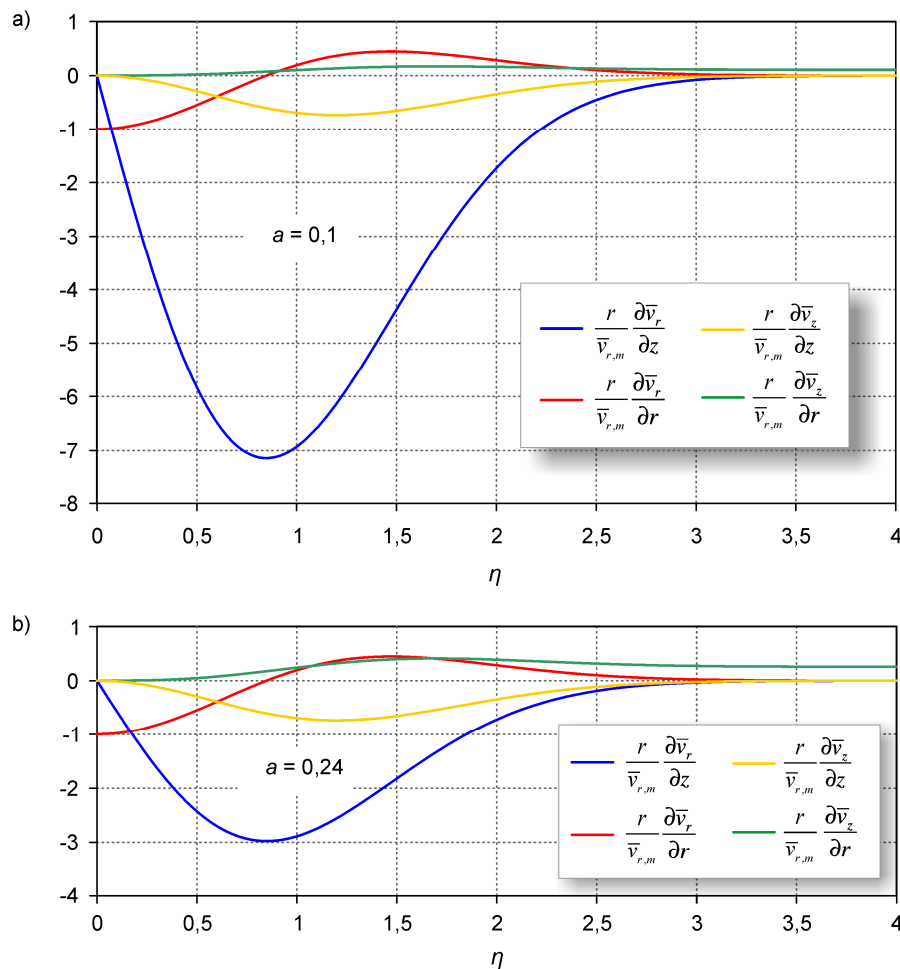 a)
1
0
-1
-2
-3
-4
-5
-6
-7
-8
a = 0,1
r/v̅r,m ∂v̅r/∂z
r/v̅r,m ∂v̅z/∂z
r/v̅r,m ∂v̅r/∂r
r/v̅r,m ∂v̅z/∂r
0 0,5 1 1,5 2 2,5 3 3,5 4
η
b)
1
0
-1
-2
-3
-4
a = 0,24
r/v̅r,m ∂v̅r/∂z
r/v̅r,m ∂v̅z/∂z
r/v̅r,m ∂v̅r/∂r
r/v̅r,m ∂v̅z/∂r
0 0,5 1 1,5 2 2,5 3 3,5 4
η